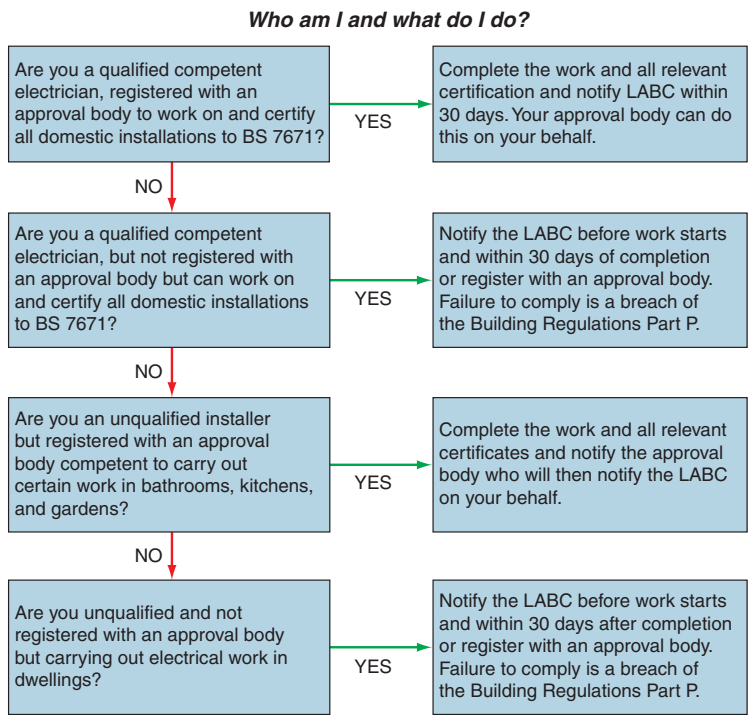 Who am I and what do I do?
Are you a qualified competent
electrician, registered with an
approval body to work on and certify
all domestic installations to BS 7671?
YES
Complete the work and all relevant
certification and notify LABC within
30 days. Your approval body can do
this on your behalf.
NO
Are you a qualified competent
electrician, but not registered with
an approval body but can work on
and certify all domestic installations
to BS 7671?
YES
Notify the LABC before work starts
and within 30 days of completion
or register with an approval body.
Failure to comply is a breach of
the Building Regulations Part P.
NO
Are you an unqualified installer
but registered with an approval
body competent to carry out
certain work in bathrooms, kitchens,
and gardens?
YES
Complete the work and all relevant
certificates and notify the approval
body who will then notify the LABC
on your behalf.
NO
Are you unqualified and not
registered with an approval body
but carrying out electrical work in
dwellings?
YES
Notify the LABC before work starts
and within 30 days after completion
or register with an approval body.
Failure to comply is a breach of
the Building Regulations Part P.